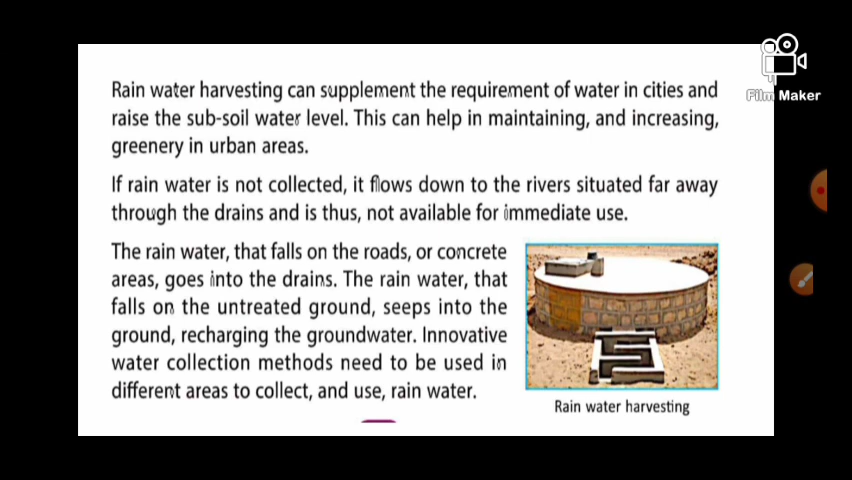 Rain water harvesting can supplement the requirement of water in cities and
raise the sub-soil water level. This can help in maintaining, and increasing,
greenery in urban areas.
If rain water is not collected, it flows down to the rivers situated far away
through the drains and is thus, not available for immediate use.
The rain water, that falls on the roads, or concrete
areas, goes into the drains. The rain water, that
falls on the untreated ground, seeps into the
ground, recharging the groundwater. Innovative
water collection methods need to be used in
different areas to collect, and use, rain water.
Rain water harvesting
Film Maker